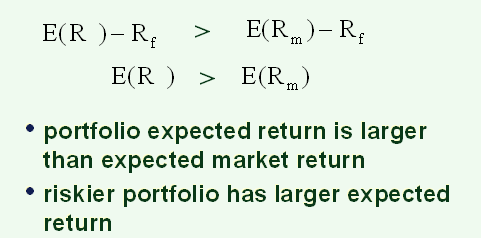 E(R )− R_f > E(R_m)− R_f
E(R ) > E(R_m)
• portfolio expected return is larger
than expected market return
• riskier portfolio has larger expected
return